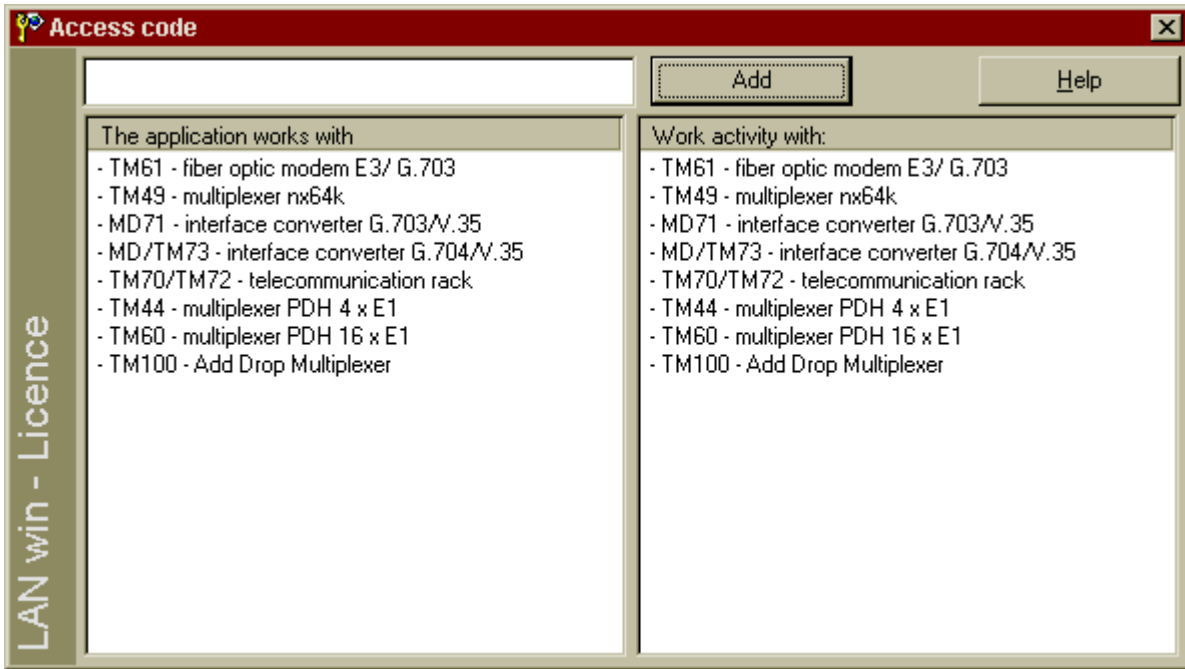 Access code
Add
Help
LAN win - Licence
The application works with
- TM61 - fiber optic modem E3/ G.703
- TM49 - multiplexer nx64k
- MD71 - interface converter G.703/V.35
- MD/TM73 - interface converter G.704/V.35
- TM70/TM72 - telecommunication rack
- TM44 - multiplexer PDH 4 x E1
- TM60 - multiplexer PDH 16 x E1
- TM100 - Add Drop Multiplexer
Work activity with:
- TM61 - fiber optic modem E3/ G.703
- TM49 - multiplexer nx64k
- MD71 - interface converter G.703/V.35
- MD/TM73 - interface converter G.704/V.35
- TM70/TM72 - telecommunication rack
- TM44 - multiplexer PDH 4 x E1
- TM60 - multiplexer PDH 16 x E1
- TM100 - Add Drop Multiplexer